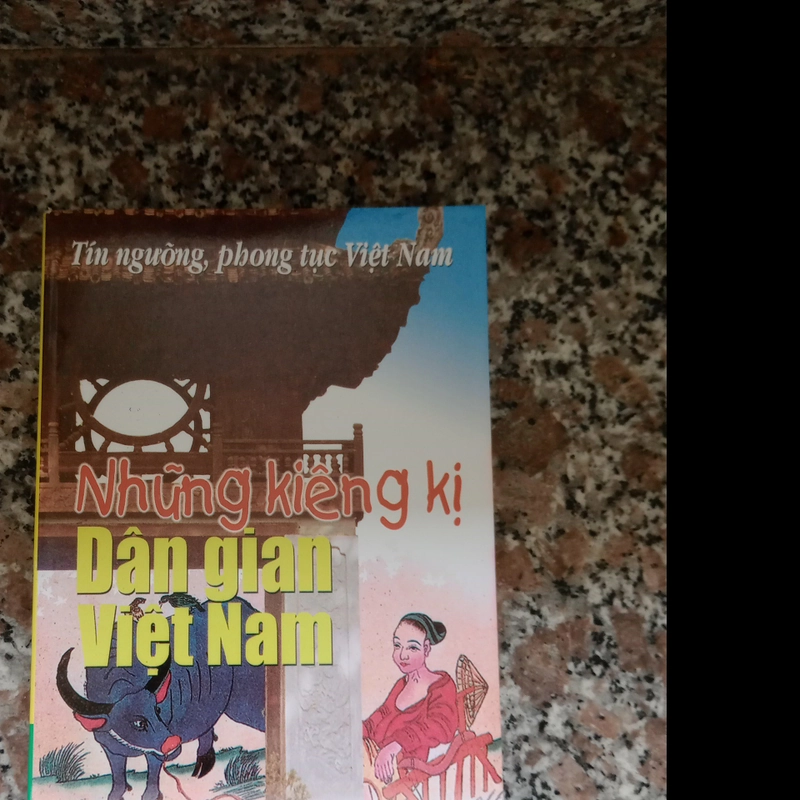 Tín ngưỡng, phong tục Việt Nam
Những kiêng kị
Dân gian
Việt Nam